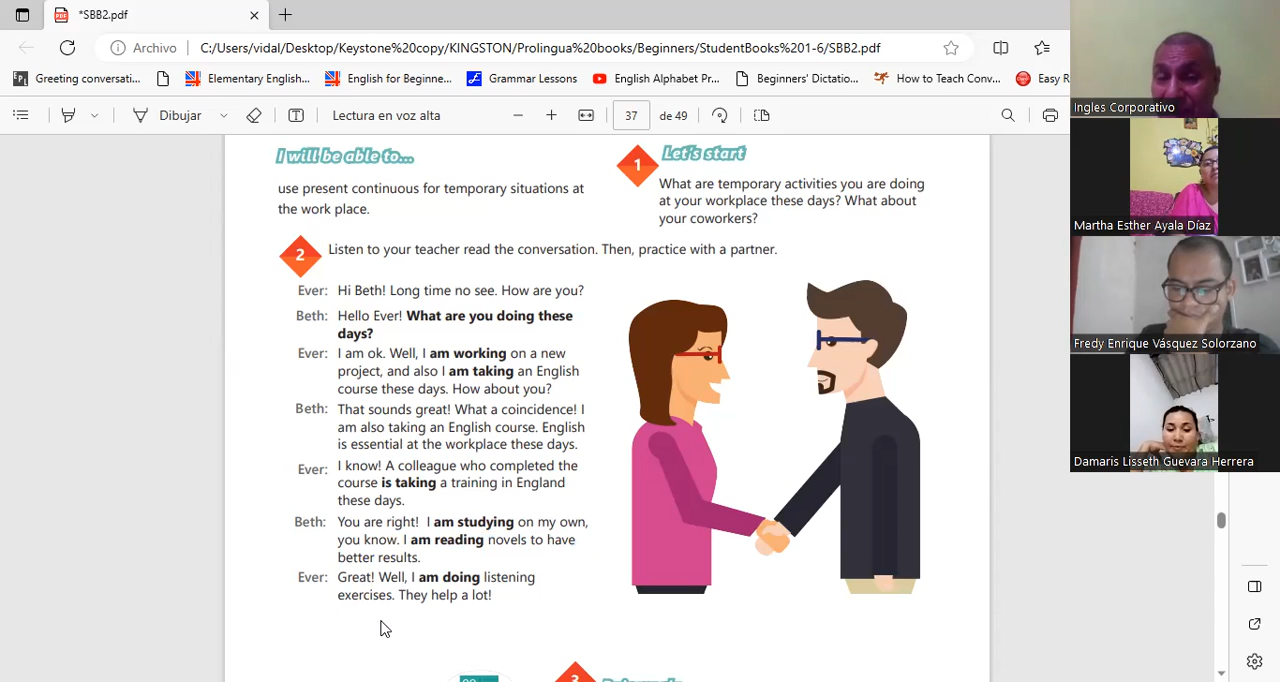 *SBB2.pdf
Archivo
C:/Users/vidal/Desktop/Keystone%20copy/KINGSTON/Prolingua%20books/Beginners/StudentBooks%201-6/SBB2.pdf
Greeting conversati...
Elementary English...
English for Beginne...
Grammar Lessons
English Alphabet Pr...
Beginners' Dictatio...
How to Teach Conv...
Easy R
Dibujar
Lectura en voz alta
37
de 49
I will be able to...
use present continuous for temporary situations at
the work place.
1
Let's start
What are temporary activities you are doing
at your workplace these days? What about
your coworkers?
2
Listen to your teacher read the conversation. Then, practice with a partner.
Ever: Hi Beth! Long time no see. How are you?
Beth: Hello Ever! What are you doing these
days?
Ever: I am ok. Well, I am working on a new
project, and also I am taking an English
course these days. How about you?
Beth: That sounds great! What a coincidence! I
am also taking an English course. English
is essential at the workplace these days.
Ever: I know! A colleague who completed the
course is taking a training in England
these days.
Beth: You are right! I am studying on my own,
you know. I am reading novels to have
better results.
Ever: Great! Well, I am doing listening
exercises. They help a lot!
Ingles Corporativo
Martha Esther Ayala Díaz
Fredy Enrique Vásquez Solorzano
Damaris Lisseth Guevara Herrera